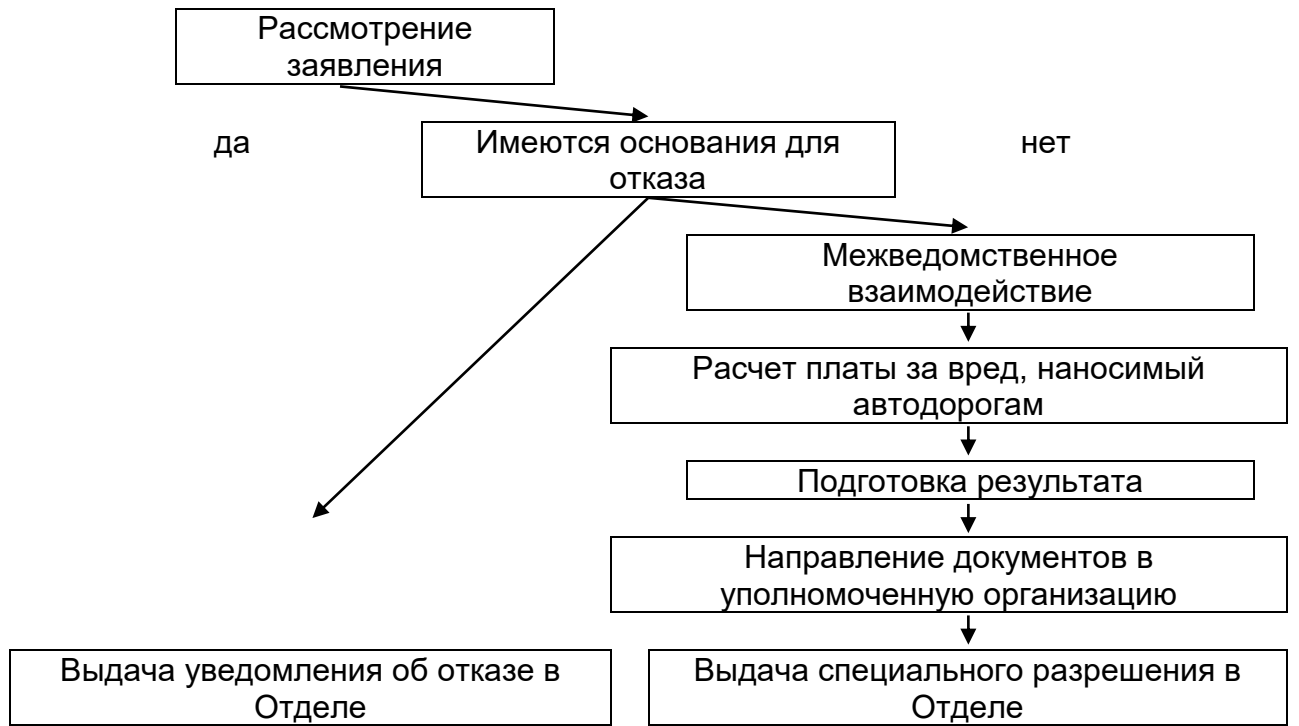 Рассмотрение
заявления
да
Имеются основания для
отказа
нет
Межведомственное
взаимодействие
Расчет платы за вред, наносимый
автодорогам
Подготовка результата
Направление документов в
уполномоченную организацию
Выдача уведомления об отказе в
Отделе
Выдача специального разрешения в
Отделе